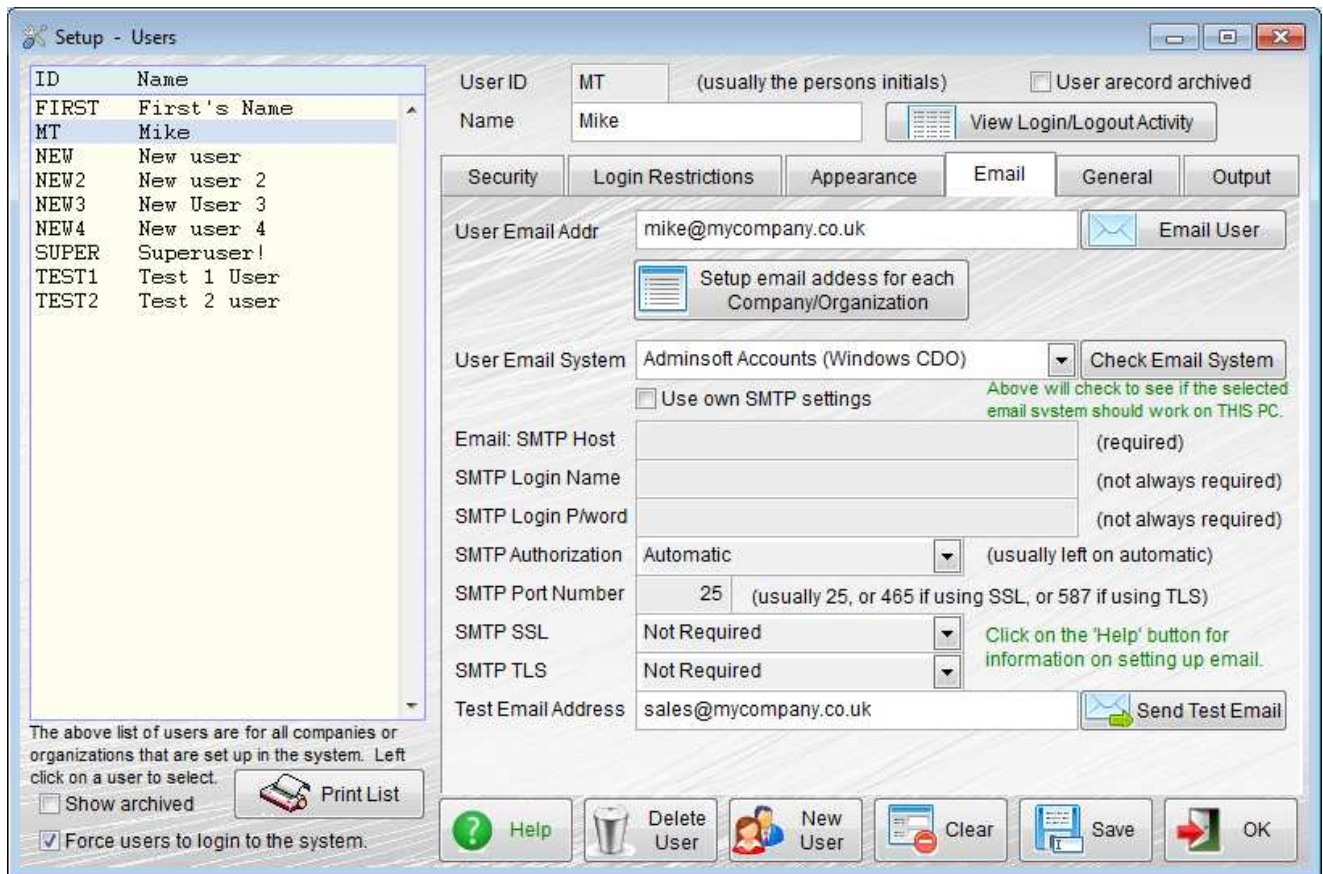 Setup - Users
ID Name
FIRST First's Name
MT Mike
NEW New user
NEW2 New user 2
NEW3 New User 3
NEW4 New user 4
SUPER Superuser!
TEST1 Test 1 User
TEST2 Test 2 user
The above list of users are for all companies or
organizations that are set up in the system. Left
click on a user to select.
Show archived
Print List
Force users to login to the system.
User ID MT (usually the persons initials) User arecord archived
Name Mike View Login/Logout Activity
Security Login Restrictions Appearance Email General Output
User Email Addr mike@mycompany.co.uk Email User
Setup email addess for each
Company/Organization
User Email System Adminsoft Accounts (Windows CDO) Check Email System
Use own SMTP settings
Above will check to see if the selected
email system should work on THIS PC.
Email: SMTP Host (required)
SMTP Login Name (not always required)
SMTP Login P/word (not always required)
SMTP Authorization Automatic (usually left on automatic)
SMTP Port Number 25 (usually 25, or 465 if using SSL, or 587 if using TLS)
SMTP SSL Not Required
SMTP TLS Not Required
Click on the 'Help' button for
information on setting up email.
Test Email Address sales@mycompany.co.uk Send Test Email
Help
Delete
User
New
User
Clear
Save
OK